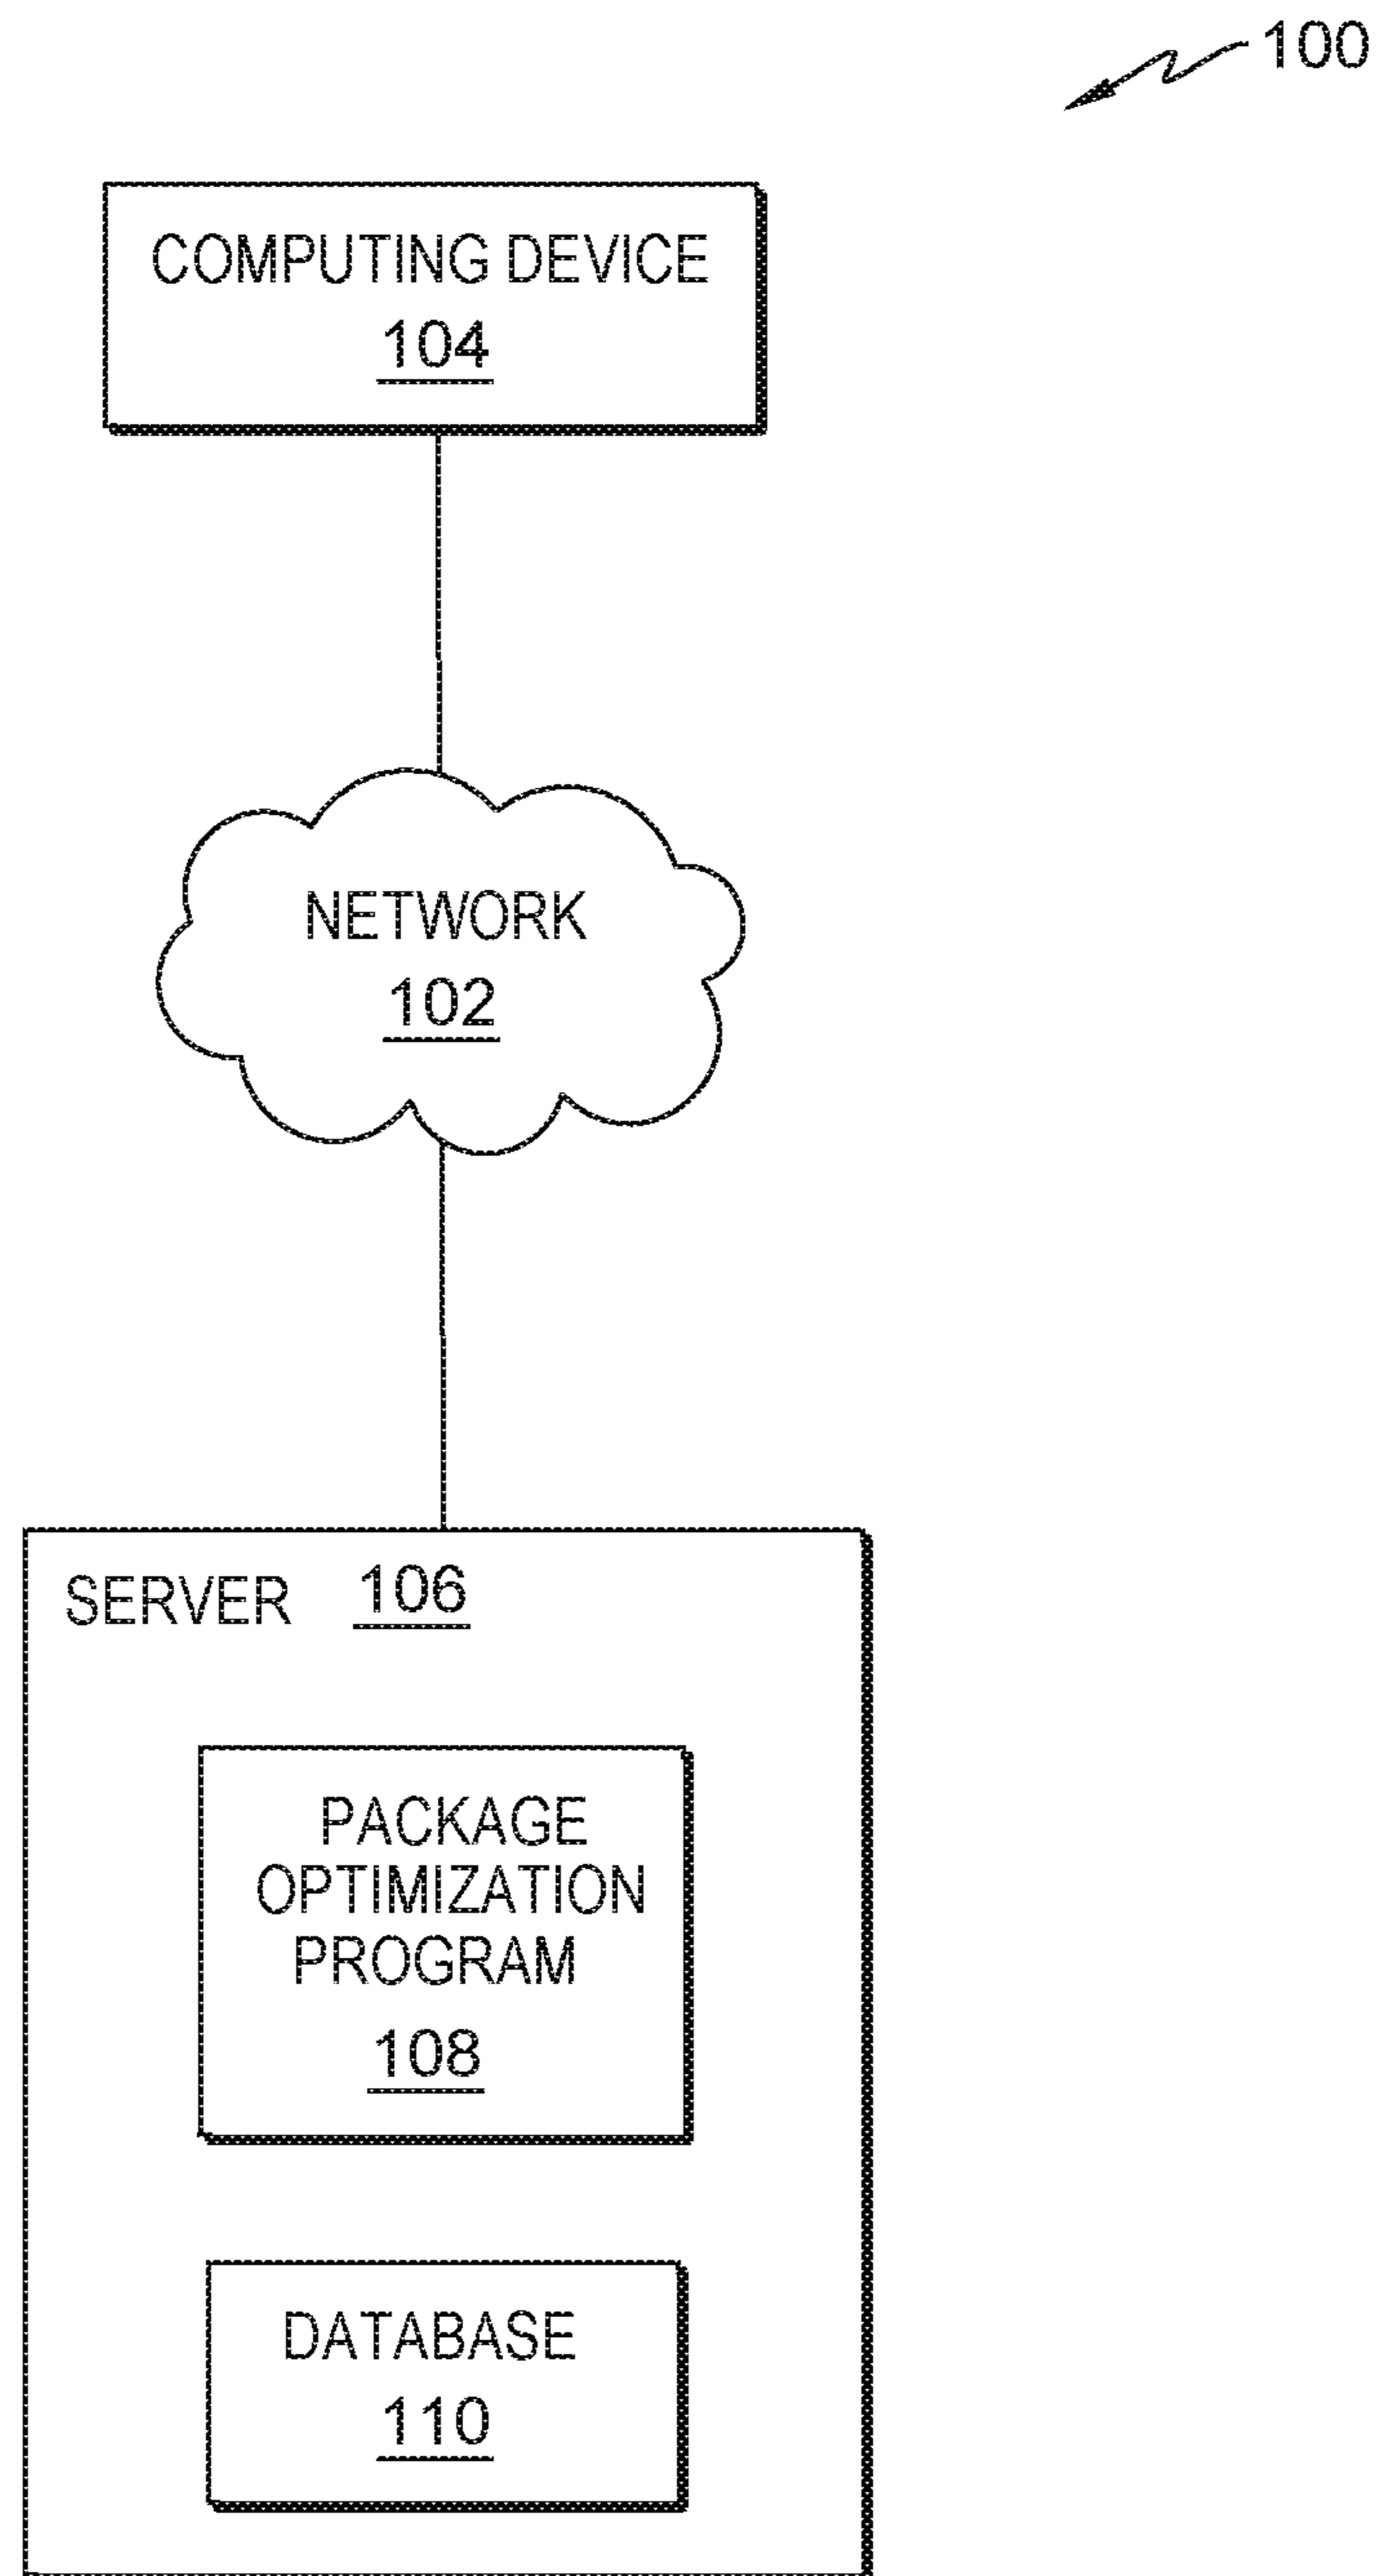 100
COMPUTING DEVICE
104
NETWORK
102
SERVER 106
PACKAGE
OPTIMIZATION
PROGRAM
108
DATABASE
110